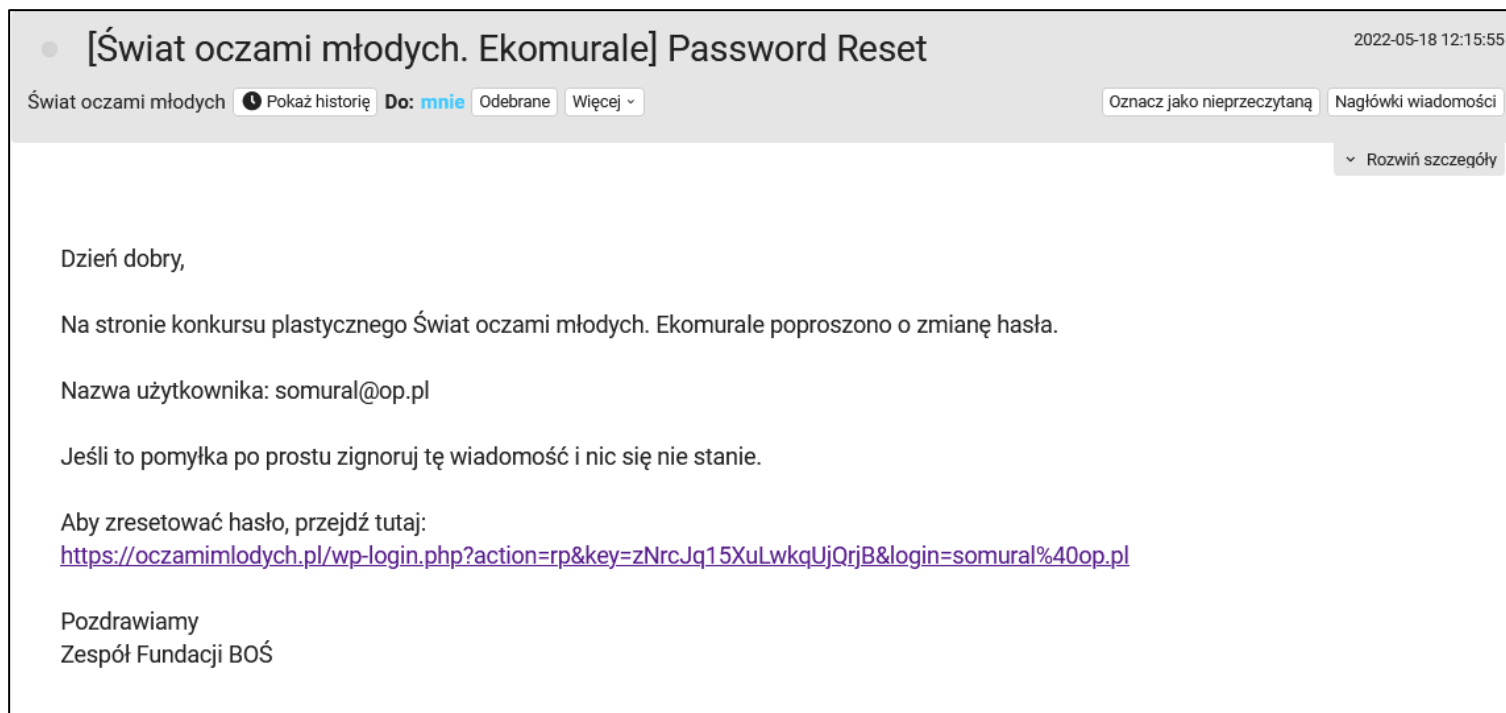 [Świat oczami młodych. Ekomurale] Password Reset
2022-05-18 12:15:55
Świat oczami młodych Pokaż historię Do: mnie Odebrane Więcej
Oznacz jako nieprzeczytaną Nagłówki wiadomości
Rozwiń szczegóły
Dzień dobry,
Na stronie konkursu plastycznego Świat oczami młodych. Ekomurale poproszono o zmianę hasła.
Nazwa użytkownika: somural@op.pl
Jeśli to pomyłka po prostu zignoruj tę wiadomość i nic się nie stanie.
Aby zresetować hasło, przejdź tutaj:
https://oczamimlodych.pl/wp-login.php?action=rp&key=zNrcJq15XuLwkqUjQrjB&login=somural%40op.pl
Pozdrawiamy
Zespół Fundacji BOŚ